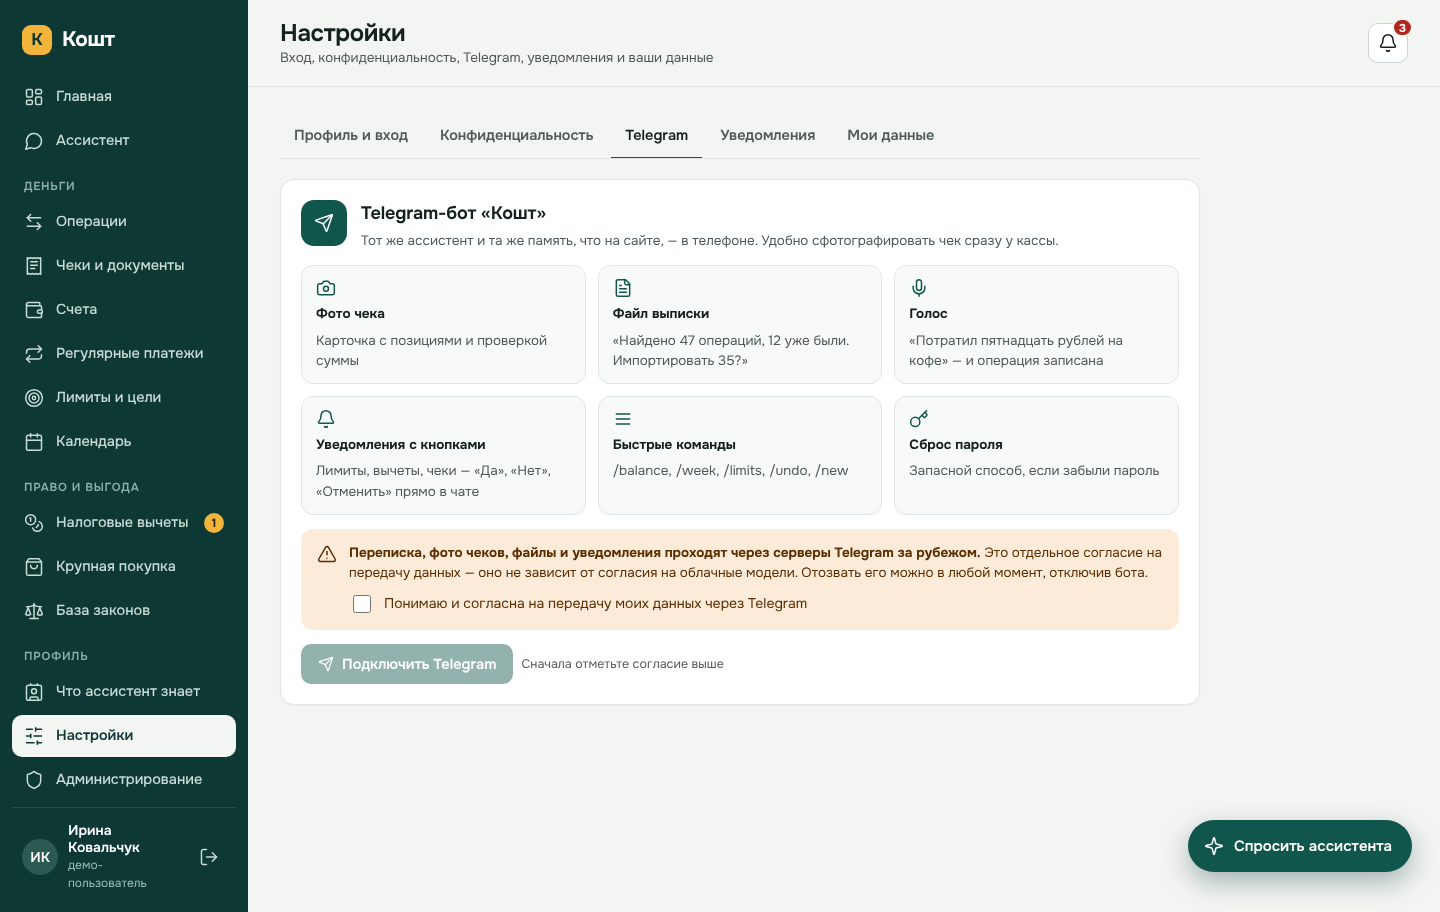 К Кошт
Главная
Ассистент
ДЕНЬГИ
Операции
Чеки и документы
Счета
Регулярные платежи
Лимиты и цели
Календарь
ПРАВО И ВЫГОДА
Налоговые вычеты 1
Крупная покупка
База законов
ПРОФИЛЬ
Что ассистент знает
Настройки
Администрирование
ИК
Ирина
Ковальчук
демо-
пользователь
Настройки
Вход, конфиденциальность, Telegram, уведомления и ваши данные
3
Профиль и вход Конфиденциальность Telegram Уведомления Мои данные
Telegram-бот «Кошт»
Тот же ассистент и та же память, что на сайте, — в телефоне. Удобно сфотографировать чек сразу у кассы.
Фото чека
Карточка с позициями и проверкой
суммы
Файл выписки
«Найдено 47 операций, 12 уже были.
Импортировать 35?»
Голос
«Потратил пятнадцать рублей на
кофе» — и операция записана
Уведомления с кнопками
Лимиты, вычеты, чеки — «Да», «Нет»,
«Отменить» прямо в чате
Быстрые команды
/balance, /week, /limits, /undo, /new
Сброс пароля
Запасной способ, если забыли пароль
Переписка, фото чеков, файлы и уведомления проходят через серверы Telegram за рубежом. Это отдельное согласие на
передачу данных — оно не зависит от согласия на облачные модели. Отозвать его можно в любой момент, отключив бота.
Понимаю и согласна на передачу моих данных через Telegram
Подключить Telegram Сначала отметьте согласие выше
Спросить ассистента